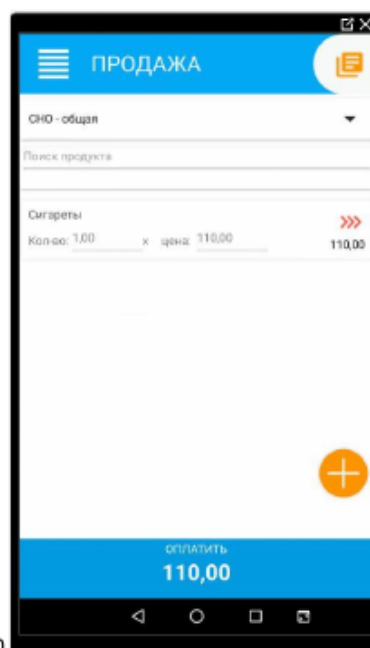 ПРОДАЖА
СНО - общая
Поиск продукта
Сигареты
Кол-во: 1,00 х цена: 110,00
110,00
ОПЛАТИТЬ
110,00